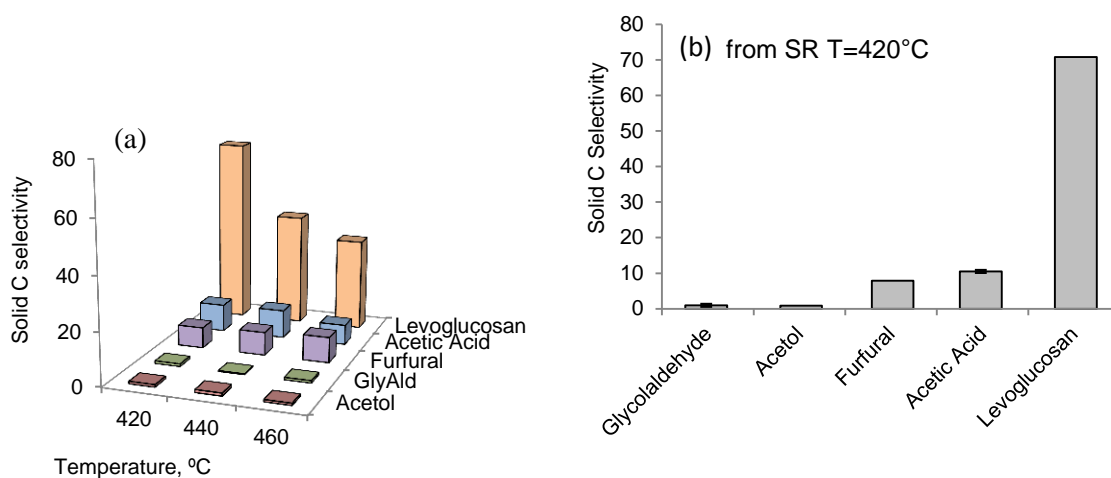 (a)
Solid C selectivity
80
60
40
20
0
420
440
460
Temperature, ºC
Levoglucosan
Acetic Acid
Furfural
GlyAld
Acetol
(b) from SR T=420°C
Solid C Selectivity
80
70
60
50
40
30
20
10
0
Glycolaldehyde
Acetol
Furfural
Acetic Acid
Levoglucosan